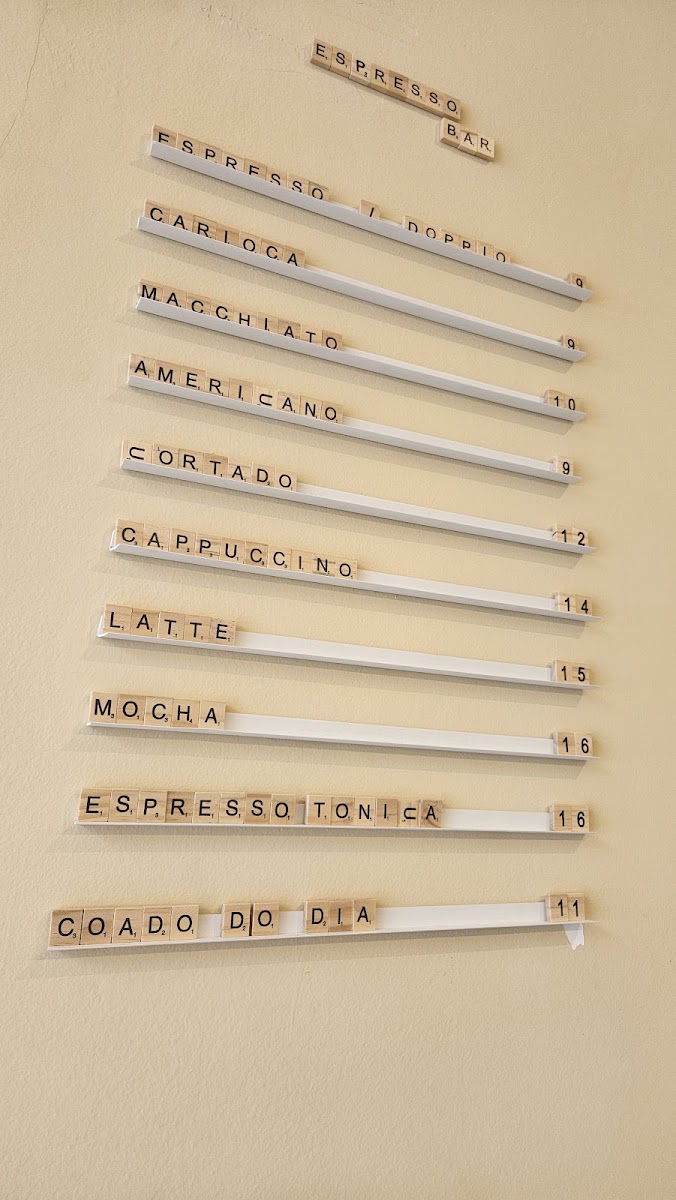 ESPRESSO
BAR
ESPRESSO / DOPPIO 9
CARIOCA 9
MACCHIATO 10
AMERICANO 9
CORTADO 12
CAPPUCCINO 14
LATTE 15
MOCHA 16
ESPRESSO TONICA 16
COADO DO DIA 11